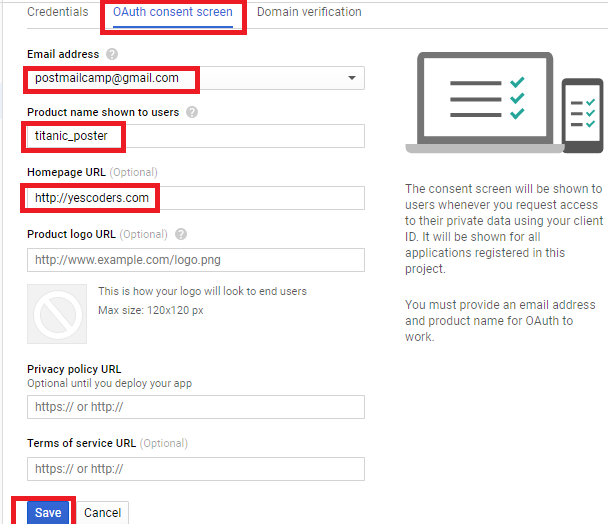 Credentials OAuth consent screen Domain verification
Email address ?
postmailcamp@gmail.com
Product name shown to users ?
titanic_poster
Homepage URL (Optional)
http://yescoders.com
Product logo URL (Optional) ?
http://www.example.com/logo.png
This is how your logo will look to end users
Max size: 120x120 px
Privacy policy URL
Optional until you deploy your app
https:// or http://
Terms of service URL (Optional)
https:// or http://
Save Cancel
The consent screen will be shown to
users whenever you request access
to their private data using your client
ID. It will be shown for all
applications registered in this
project.
You must provide an email address
and product name for OAuth to
work.